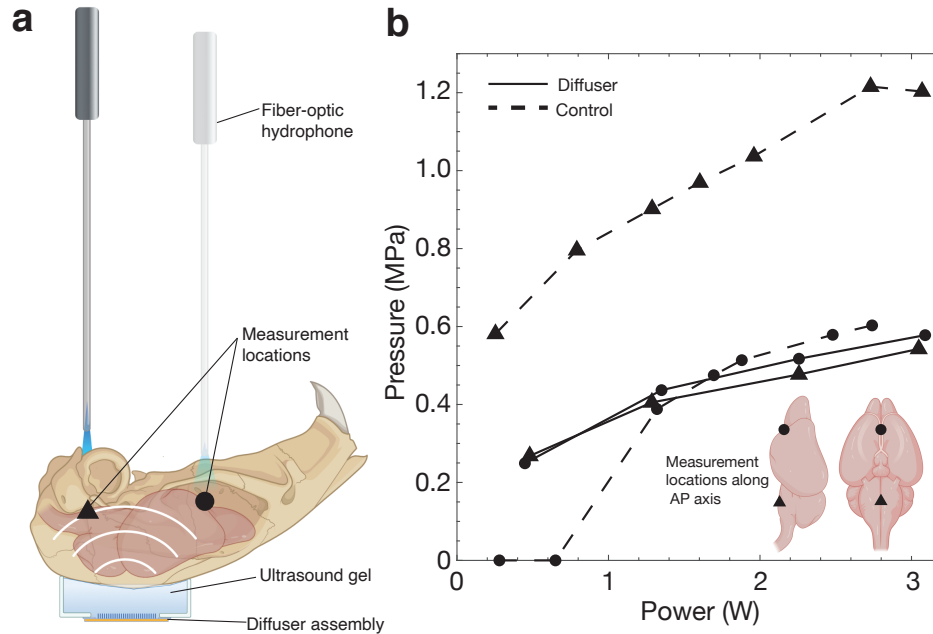 a
Fiber-optic
hydrophone
Measurement
locations
Ultrasound gel
Diffuser assembly
b
Diffuser
Control
Pressure (MPa)
1.2
1.0
0.8
0.6
0.4
0.2
0
0
1
2
3
Power (W)
Measurement
locations along
AP axis